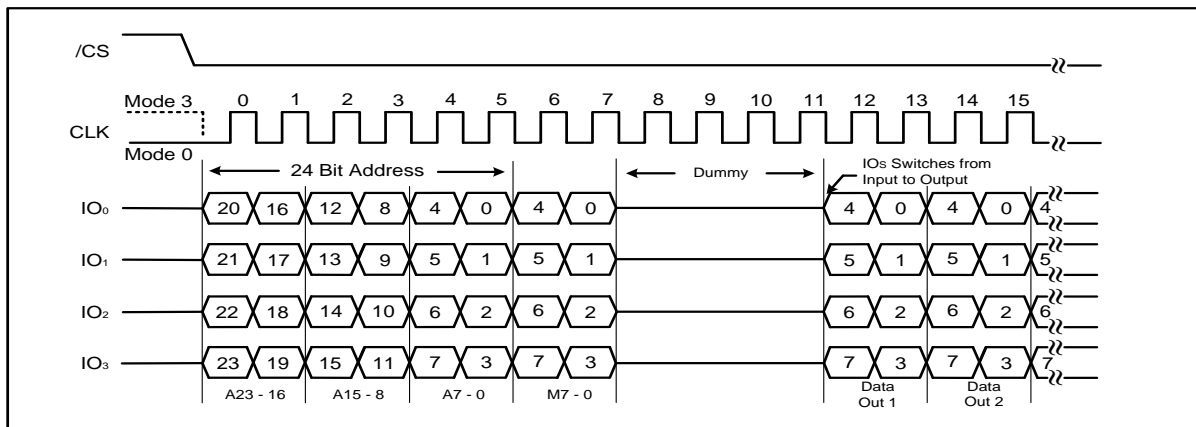 /CS
Mode 3 0 1 2 3 4 5 6 7 8 9 10 11 12 13 14 15
CLK
Mode 0
24 Bit Address Dummy IOS Switches from
Input to Output
IO0 20 16 12 8 4 0 4 0 4 0 4 0 4
IO1 21 17 13 9 5 1 5 1 5 1 5 1 5
IO2 22 18 14 10 6 2 6 2 6 2 6 2 6
IO3 23 19 15 11 7 3 7 3 7 3 7 3 7
A23 - 16 A15 - 8 A7 - 0 M7 - 0 Data
Out 1 Data
Out 2